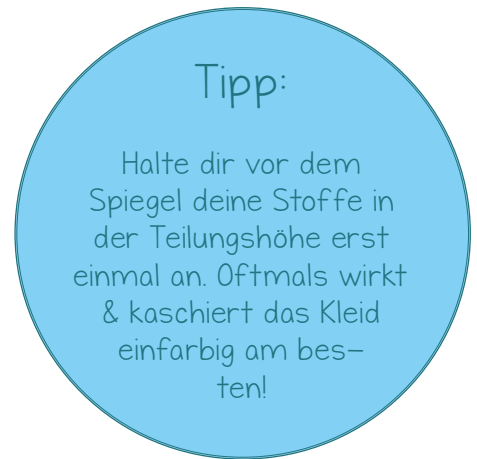 Tipp:
Halte dir vor dem
Spiegel deine Stoffe in
der Teilungshöhe erst
einmal an. Oftmals wirkt
& kaschiert das Kleid
einfarbig am bes-
ten!